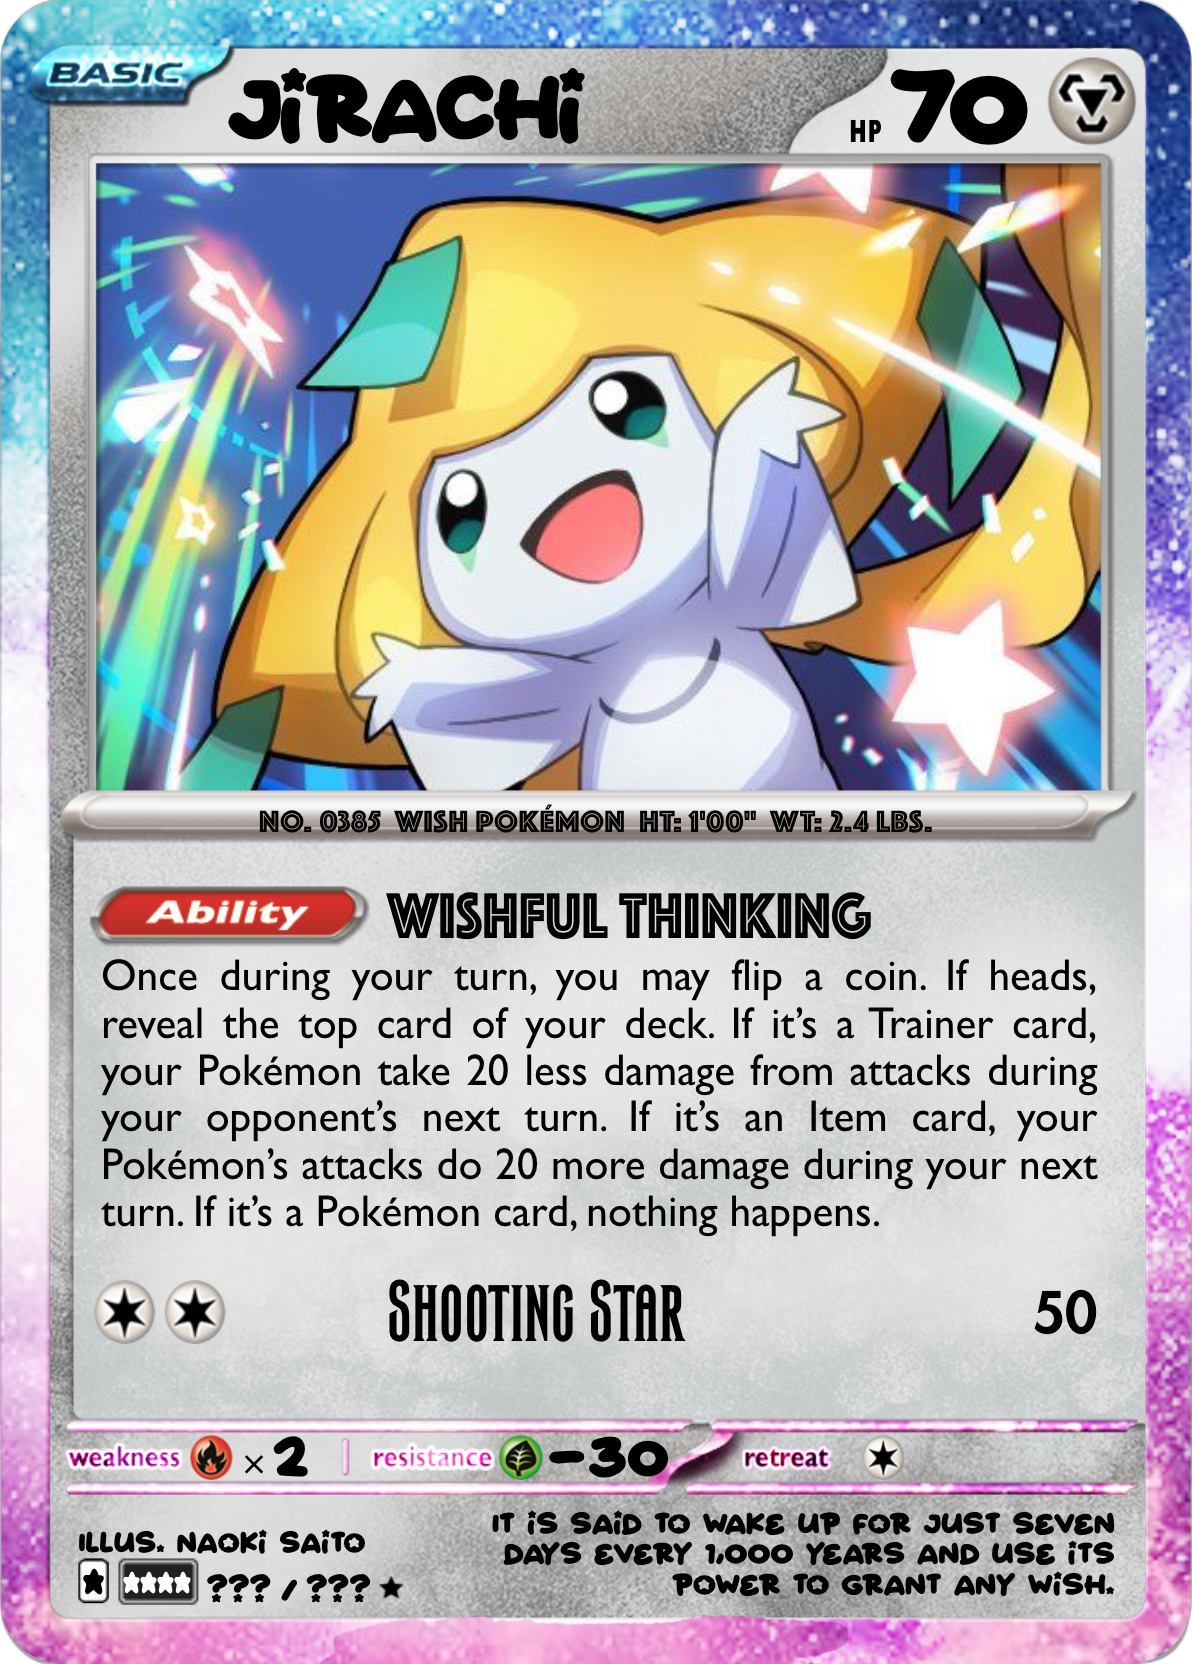 BASIC JiRACHi HP 70
NO. 0385 WISH POKÉMON HT: 1'00" WT: 2.4 LBS.
Ability WISHFUL THINKING
Once during your turn, you may flip a coin. If heads,
reveal the top card of your deck. If it's a Trainer card,
your Pokémon take 20 less damage from attacks during
your opponent's next turn. If it's an Item card, your
Pokémon's attacks do 20 more damage during your next
turn. If it's a Pokémon card, nothing happens.
SHOOTING STAR 50
weakness ×2 resistance -30 retreat
ILLUS. NAOKi SAiTO
??? / ??? ★
IT iS SAiD TO WAKE UP FOR JUST SEVEN
DAYS EVERY 1,000 YEARS AND USE iTS
POWER TO GRANT ANY WiSH.